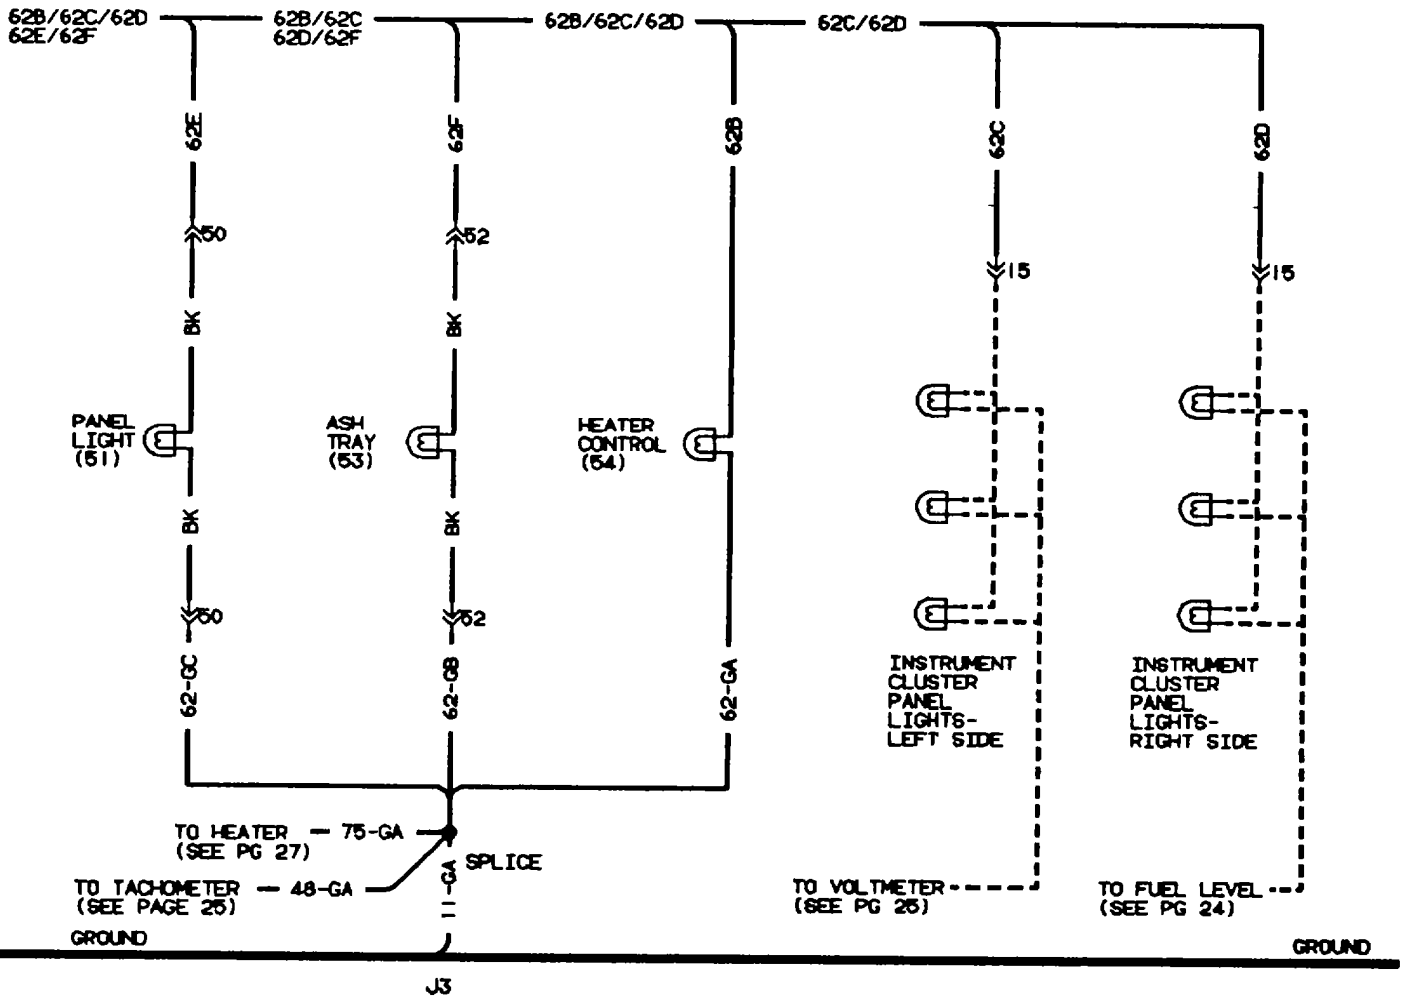 62B/62C/62D
62E/62F
62B/62C
62D/62F
62B/62C/62D
62C/62D
62E
62F
62B
62C
62D
50
52
15
15
BK
BK
PANEL
LIGHT
(51)
ASH
TRAY
(53)
HEATER
CONTROL
(54)
BK
BK
50
52
62-GC
62-GB
62-GA
INSTRUMENT
CLUSTER
PANEL
LIGHTS-
LEFT SIDE
INSTRUMENT
CLUSTER
PANEL
LIGHTS-
RIGHT SIDE
TO HEATER
(SEE PG 27)
75-GA
SPLICE
TO TACHOMETER
(SEE PAGE 25)
48-GA
11-GA
TO VOLTMETER
(SEE PG 25)
TO FUEL LEVEL
(SEE PG 24)
GROUND
GROUND
J3